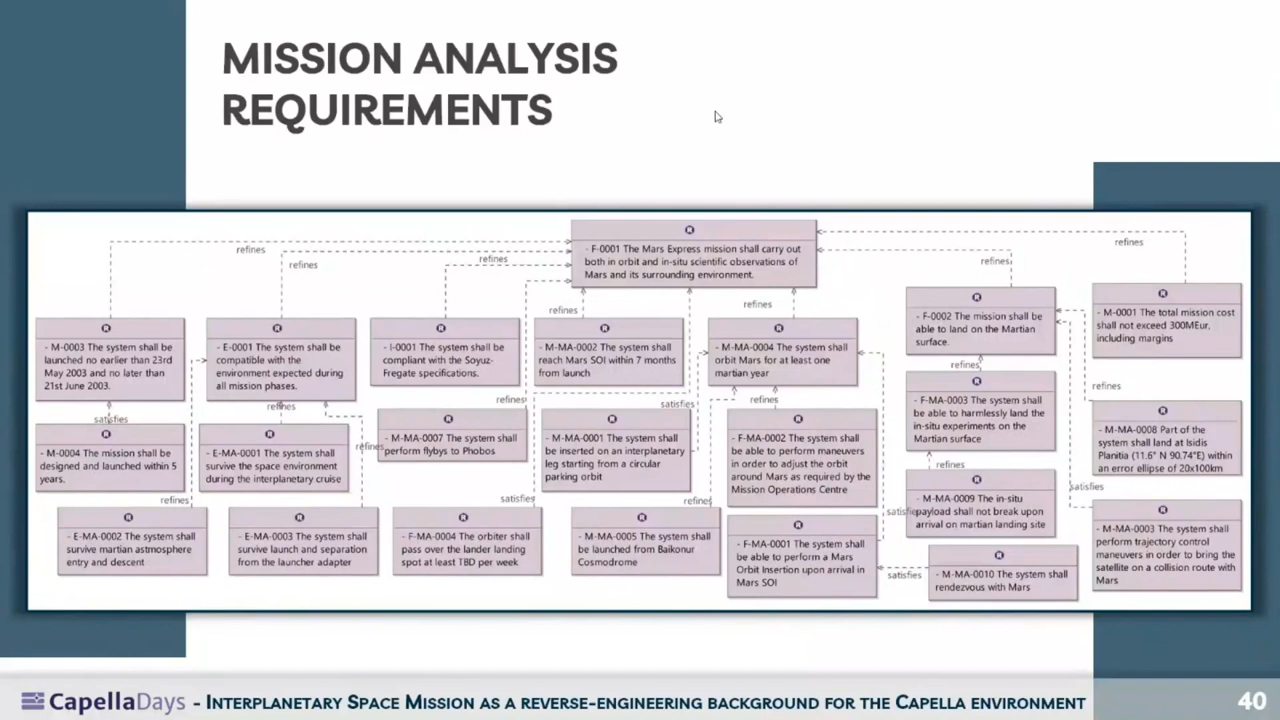 MISSION ANALYSIS
REQUIREMENTS
- F-0001 The Mars Express mission shall carry out
both in orbit and in-situ scientific observations of
Mars and its surrounding environment.
refines
refines
refines
refines
refines
refines
refines
- M-0003 The system shall be
launched no earlier than 23rd
May 2003 and no later than
21st June 2003.
- E-0001 The system shall be
compatible with the
environment expected during
all mission phases.
- I-0001 The system shall be
compliant with the Soyuz-
Fregate specifications.
- M-MA-0002 The system shall
reach Mars SOI within 7 months
from launch
- M-MA-0004 The system shall
orbit Mars for at least one
martian year
- F-0002 The mission shall be
able to land on the Martian
surface.
- M-0001 The total mission cost
shall not exceed 300MEur,
including margins
satisfies
refines
refines
refines
satisfies
refines
refines
refines
- M-0004 The mission shall be
designed and launched within 5
years.
- E-MA-0001 The system shall
survive the space environment
during the interplanetary cruise
- M-MA-0007 The system shall
perform flybys to Phobos
- M-MA-0001 The system shall
be inserted on an interplanetary
leg starting from a circular
parking orbit
- F-MA-0002 The system shall
be able to perform maneuvers
in order to adjust the orbit
around Mars as required by the
Mission Operations Centre
- F-MA-0003 The system shall
be able to harmlessly land the
in-situ experiments on the
Martian surface
- M-MA-0008 Part of the
system shall land at Isidis
Planitia (11.6° N 90.74°E) within
an error ellipse of 20x100km
refines
satisfies
refines
satisfies
refines
satisfies
- E-MA-0002 The system shall
survive martian astmosphere
entry and descent
- E-MA-0003 The system shall
survive launch and separation
from the launcher adapter
- F-MA-0004 The orbiter shall
pass over the lander landing
spot at least TBD per week
- M-MA-0005 The system shall
be launched from Baikonur
Cosmodrome
- F-MA-0001 The system shall
be able to perform a Mars
Orbit Insertion upon arrival in
Mars SOI
- M-MA-0009 The in-situ
payload shall not break upon
arrival on martian landing site
- M-MA-0003 The system shall
perform trajectory control
maneuvers in order to bring the
satellite on a collision route with
Mars
satisfies
- M-MA-0010 The system shall
rendezvous with Mars
CapellaDays - INTERPLANETARY SPACE MISSION AS A REVERSE-ENGINEERING BACKGROUND FOR THE CAPELLA ENVIRONMENT 40